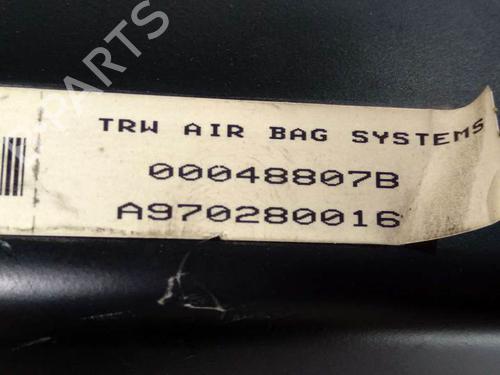 TRW AIR BAG SYSTEMS
00048807B
A970280016
B-PARTS